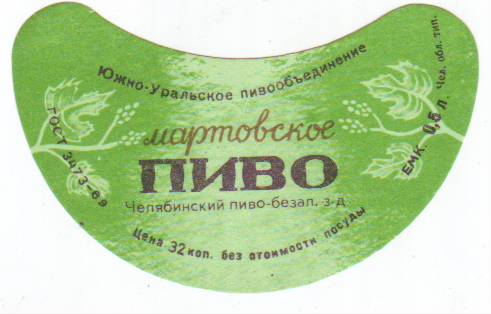 Южно-Уральское пивообъединение
мартовское
ПИВО
Челябинский пиво-безал. з-д
Цена 32 коп. без стоимости посуды
ГОСТ 3473-69
ЕМК. 0,5 л.
Чел. обл. тип.